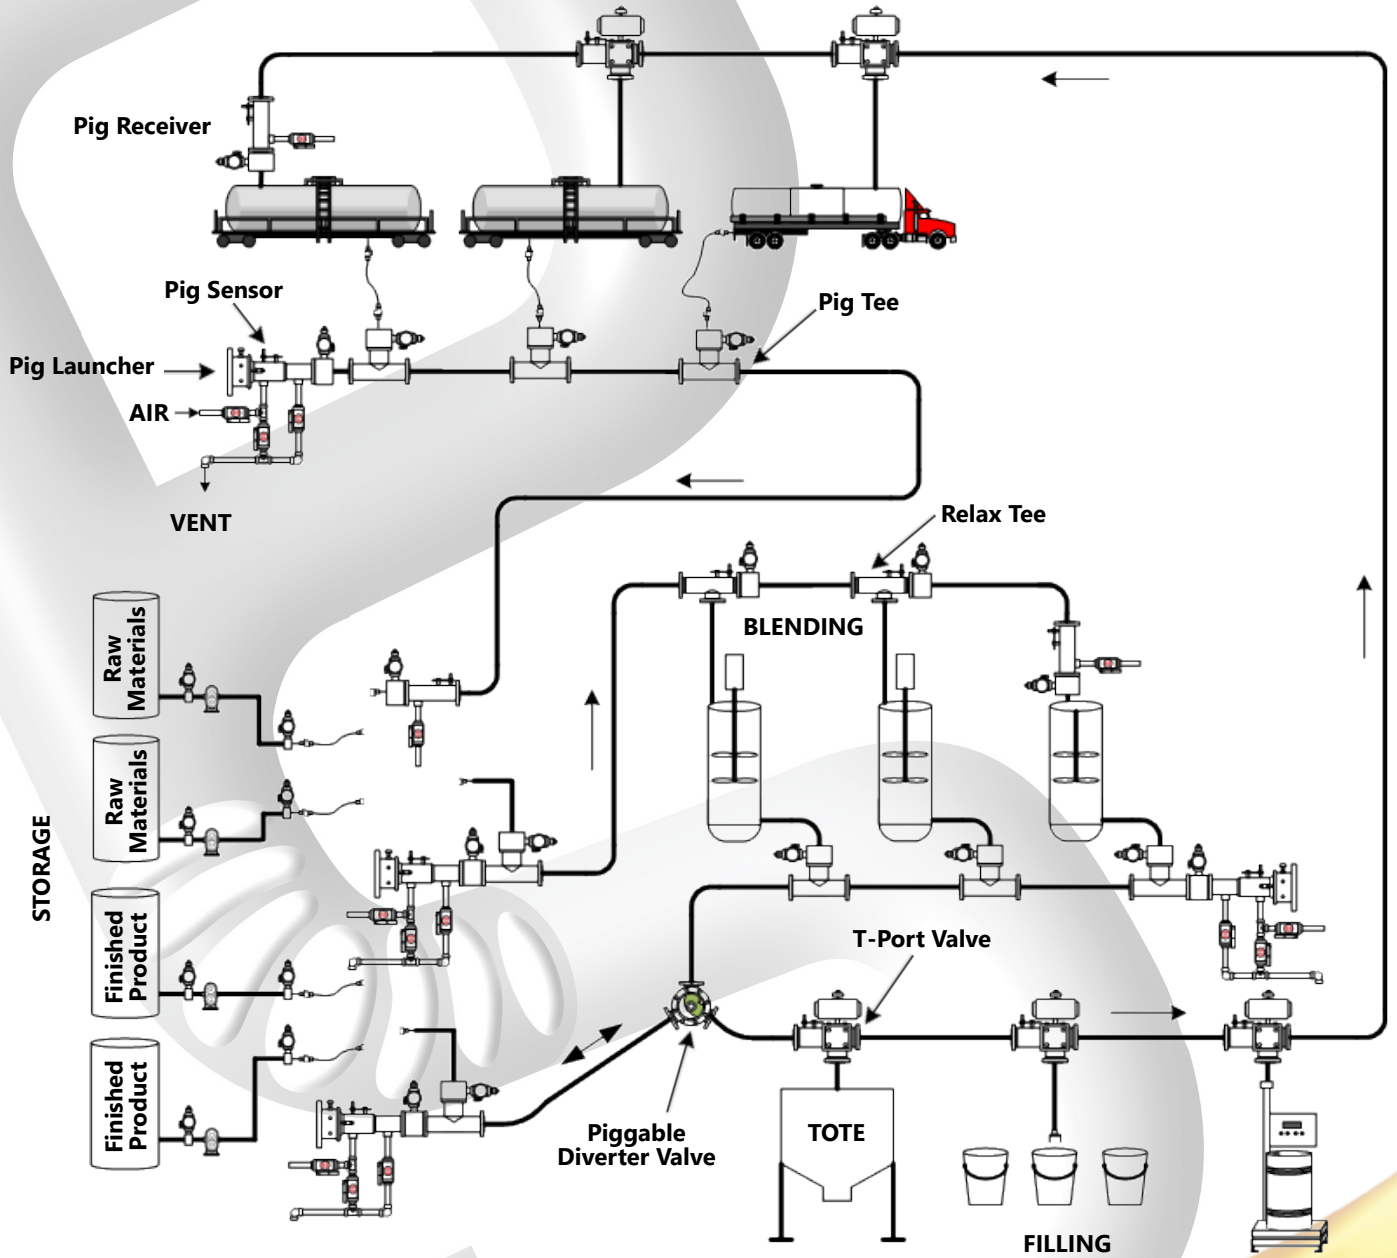 Pig Receiver
Pig Sensor
Pig Tee
Pig Launcher
AIR
VENT
Relax Tee
BLENDING
Raw
Materials
Raw
Materials
STORAGE
Finished
Product
Finished
Product
T-Port Valve
Piggable
Diverter Valve
TOTE
FILLING